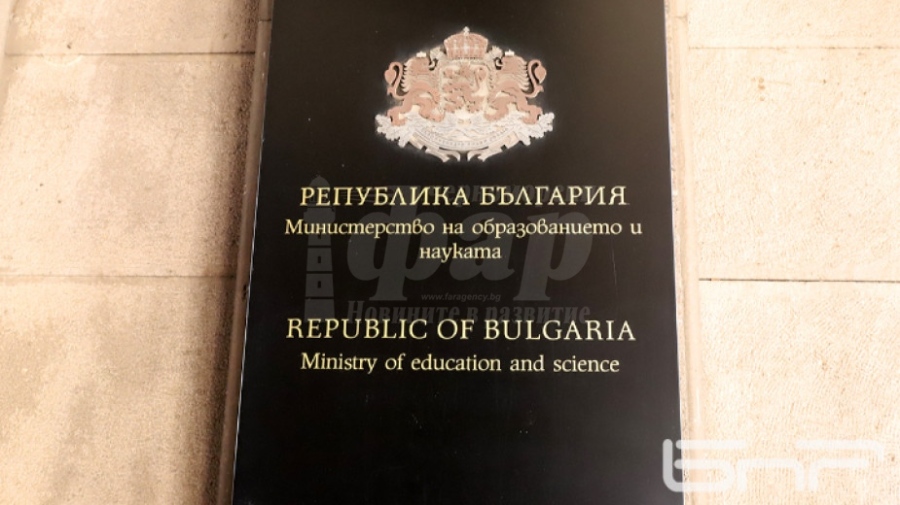 РЕПУБЛИКА БЪЛГАРИЯ
Министерство на образованието и
науката
фар
www.faragency.bg
Новините в развитие
REPUBLIC OF BULGARIA
Ministry of education and science
БНР